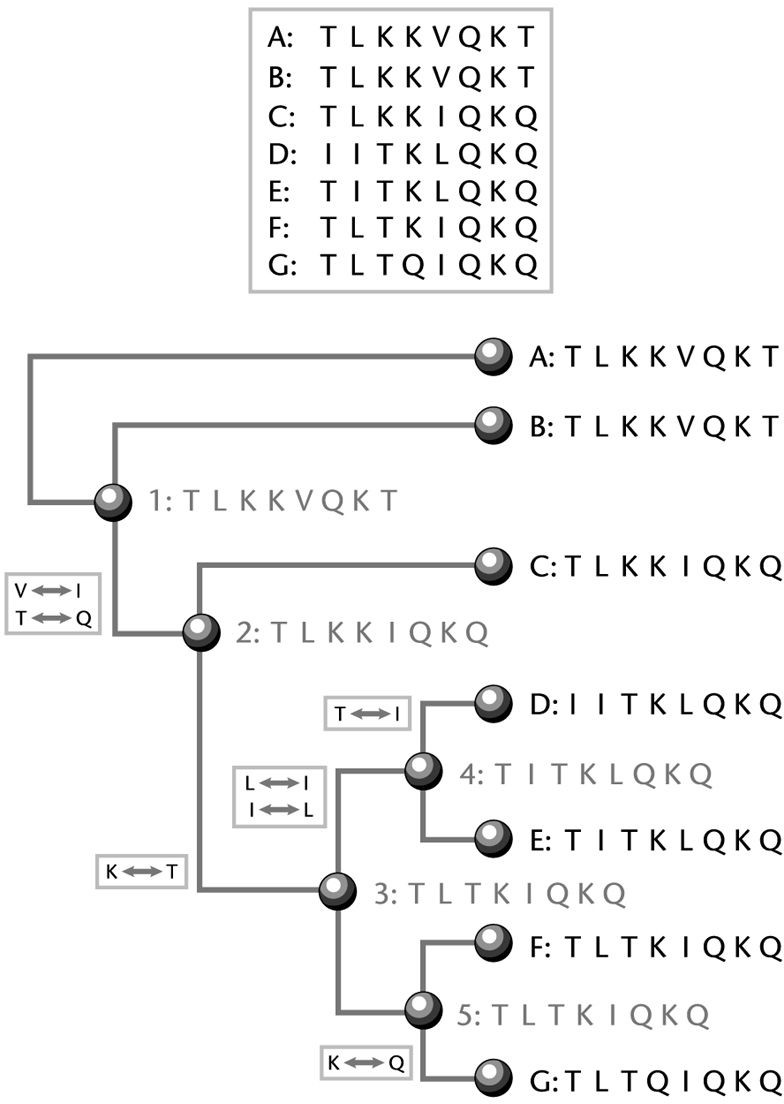 A: T L K K V Q K T
B: T L K K V Q K T
C: T L K K I Q K Q
D: I I T K L Q K Q
E: T I T K L Q K Q
F: T L T K I Q K Q
G: T L T Q I Q K Q
A: T L K K V Q K T
B: T L K K V Q K T
1: T L K K V Q K T
C: T L K K I Q K Q
V ↔ I
T ↔ Q
2: T L K K I Q K Q
D: I I T K L Q K Q
T ↔ I
4: T I T K L Q K Q
L ↔ I
I ↔ L
E: T I T K L Q K Q
K ↔ T
3: T L T K I Q K Q
F: T L T K I Q K Q
5: T L T K I Q K Q
K ↔ Q
G: T L T Q I Q K Q